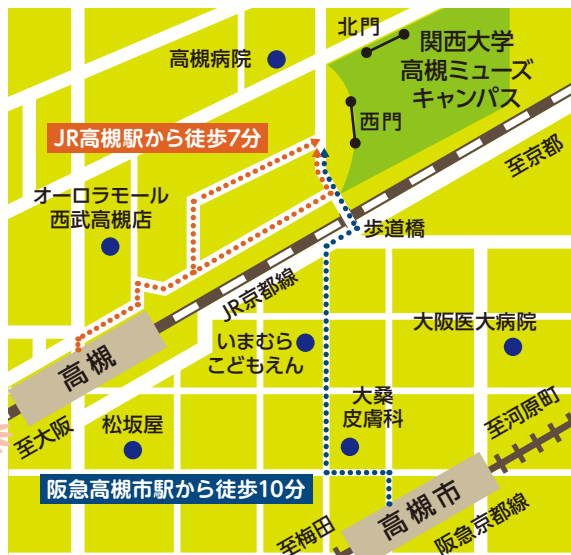 北門
関西大学
高槻ミューズ
キャンパス
高槻病院
西門
JR高槻駅から徒歩7分
至京都
オーロラモール
西武高槻店
歩道橋
JR京都線
大阪医大病院
いまむら
こどもえん
高槻
大桑
皮膚科
至河原町
至大阪
松坂屋
阪急高槻市駅から徒歩10分
高槻市
至梅田
阪急京都線